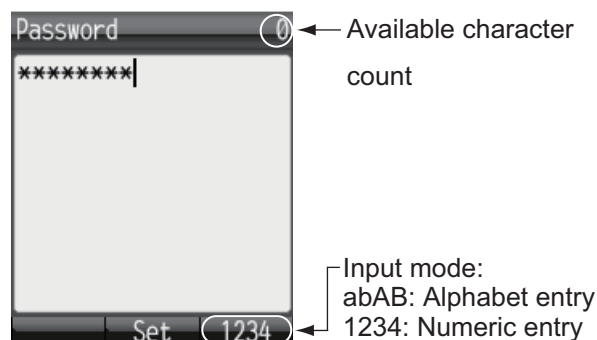 Password 0
********
Set 1234
Available character
count
Input mode:
abAB: Alphabet entry
1234: Numeric entry